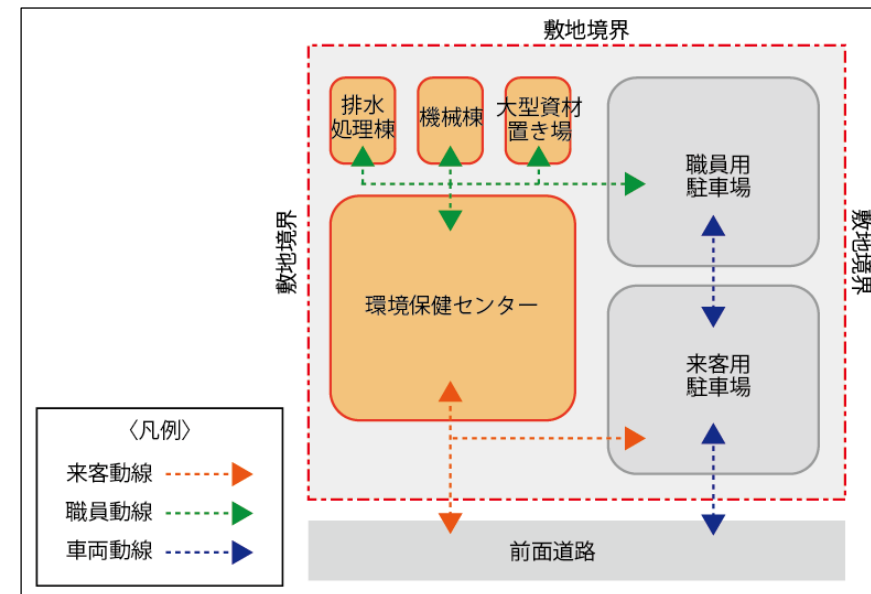 敷地境界
排水
処理棟
機械棟
大型資材
置き場
職員用
駐車場
敷地境界
敷地境界
環境保健センター
来客用
駐車場
〈凡例〉
来客動線
職員動線
車両動線
前面道路